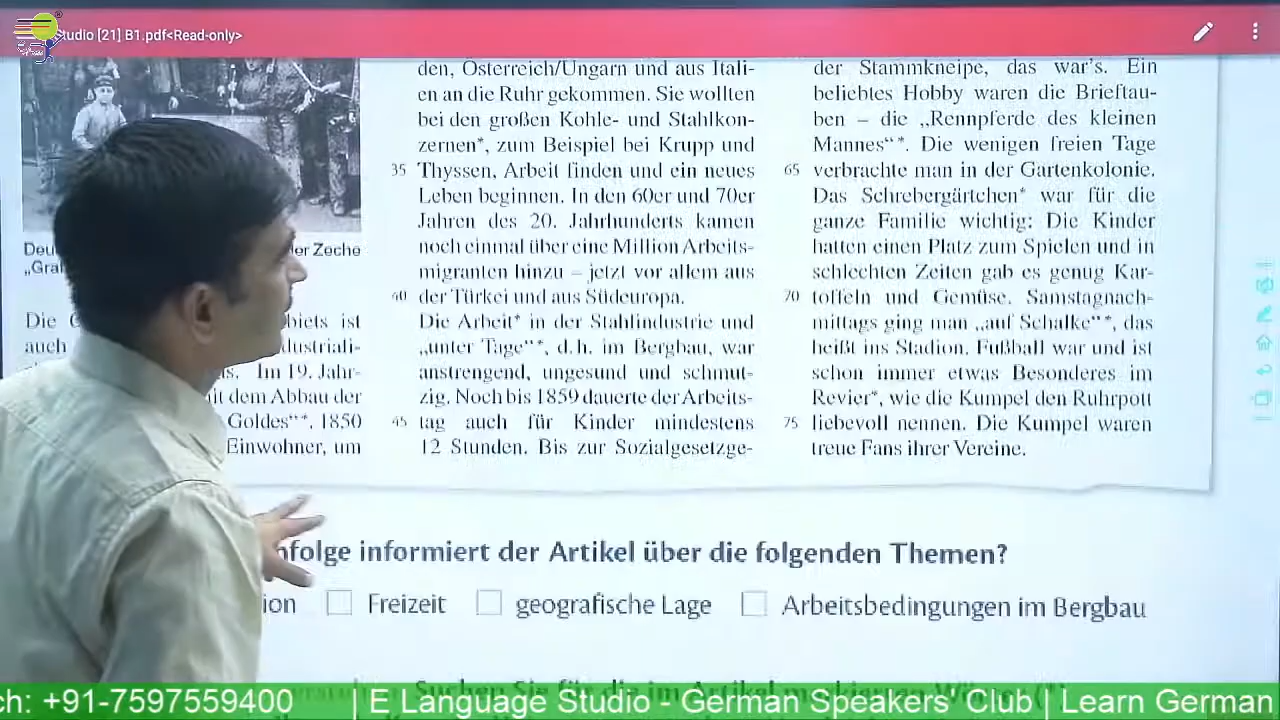 tudio [21] B1.pdf<Read-only>
Deu
er Zeche
„Gral
Die G
biets ist
auch
dustriali-
s. Im 19. Jahr-
it dem Abbau der
Goldes“*, 1850
Einwohner, um
den, Österreich/Ungarn und aus Itali-
en an die Ruhr gekommen. Sie wollten
bei den großen Kohle- und Stahlkon-
zernen*, zum Beispiel bei Krupp und
35 Thyssen, Arbeit finden und ein neues
Leben beginnen. In den 60er und 70er
Jahren des 20. Jahrhunderts kamen
noch einmal über eine Million Arbeits-
migranten hinzu – jetzt vor allem aus
40 der Türkei und aus Südeuropa.
Die Arbeit* in der Stahlindustrie und
„unter Tage“*, d. h. im Bergbau, war
anstrengend, ungesund und schmut-
zig. Noch bis 1859 dauerte der Arbeits-
45 tag auch für Kinder mindestens
12 Stunden. Bis zur Sozialgesetzge-
der Stammkneipe, das war’s. Ein
beliebtes Hobby waren die Brieftau-
ben – die „Rennpferde des kleinen
Mannes“*. Die wenigen freien Tage
65 verbrachte man in der Gartenkolonie.
Das Schrebergärtchen* war für die
ganze Familie wichtig: Die Kinder
hatten einen Platz zum Spielen und in
schlechten Zeiten gab es genug Kar-
70 toffeln und Gemüse. Samstagnach-
mittags ging man „auf Schalke“*, das
heißt ins Stadion. Fußball war und ist
schon immer etwas Besonderes im
Revier*, wie die Kumpel den Ruhrpott
75 liebevoll nennen. Die Kumpel waren
treue Fans ihrer Vereine.
nfolge informiert der Artikel über die folgenden Themen?
ion Freizeit geografische Lage Arbeitsbedingungen im Bergbau
Suchen Sie für die im Artikel markierten
ch: +91-7597559400 | E Language Studio - German Speakers' Club | Learn German